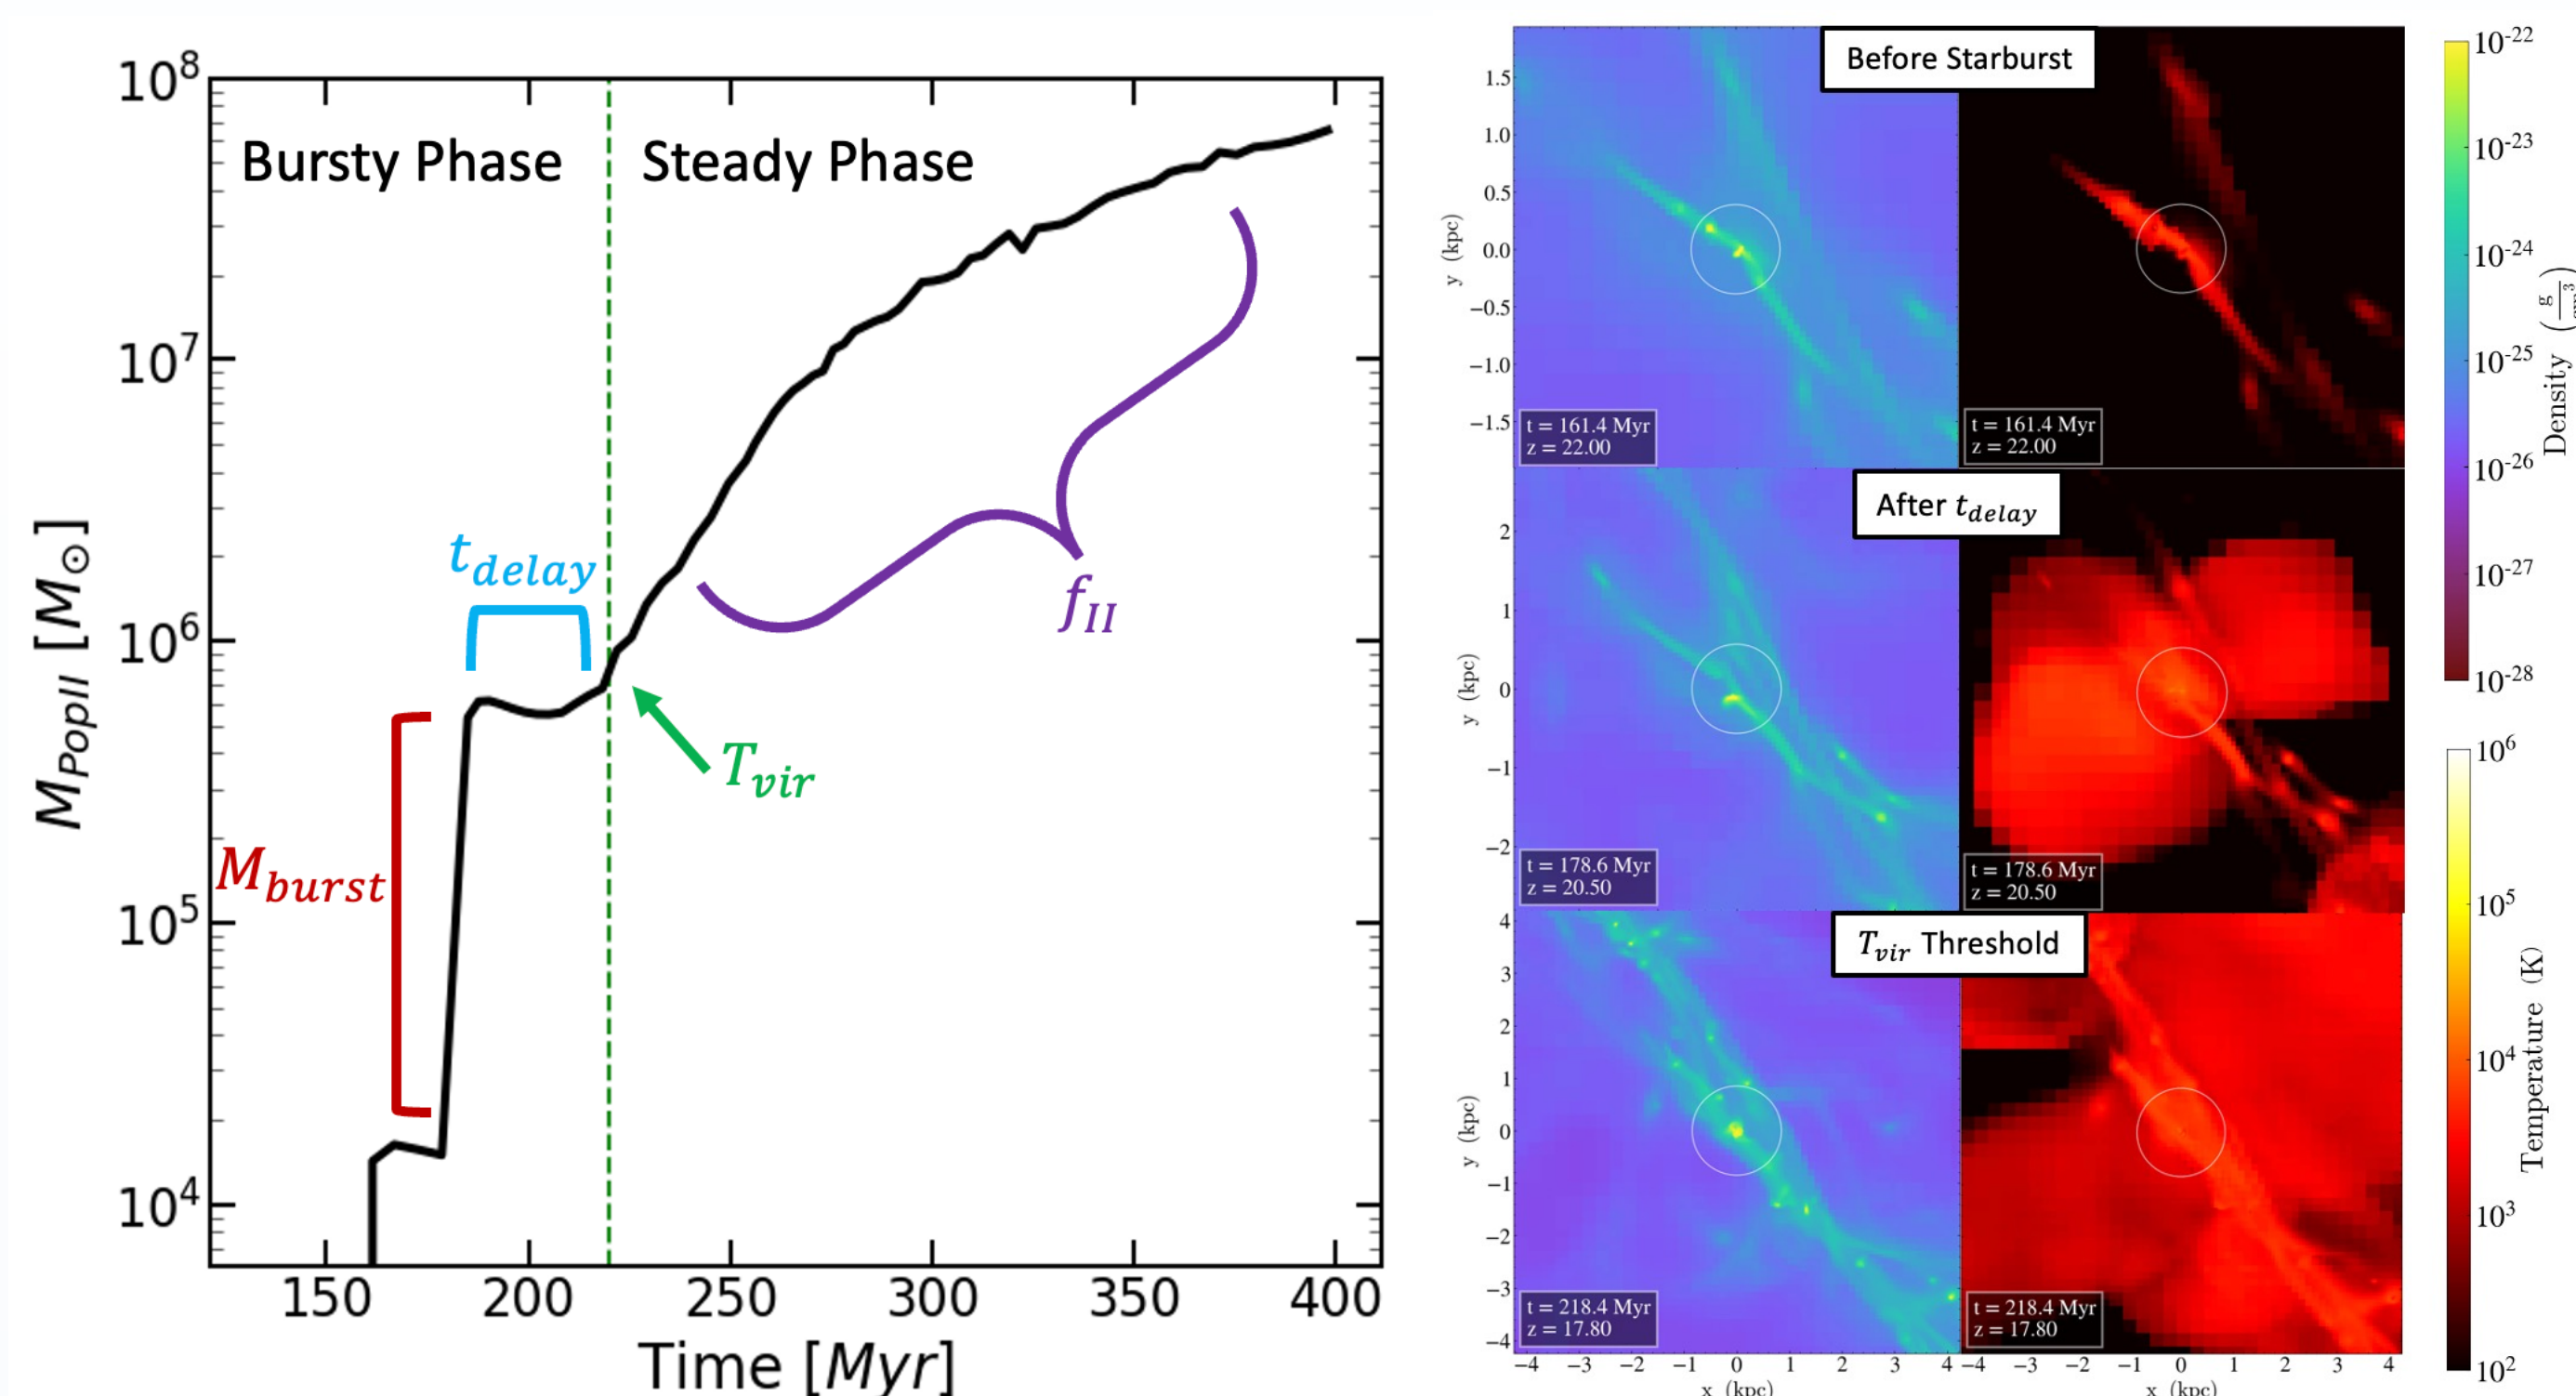 Bursty Phase
Steady Phase
t_delay
f_II
T_vir
M_burst
10^8
10^7
10^6
10^5
10^4
M_PopII [M_⊙]
150 200 250 300 350 400
Time [Myr]
Before Starburst
1.5
1.0
0.5
0.0
−0.5
−1.0
−1.5
y (kpc)
t = 161.4 Myr
z = 22.00
t = 161.4 Myr
z = 22.00
After t_delay
2
1
0
−1
−2
y (kpc)
t = 178.6 Myr
z = 20.50
t = 178.6 Myr
z = 20.50
T_vir Threshold
4
3
2
1
0
−1
−2
−3
−4
y (kpc)
t = 218.4 Myr
z = 17.80
t = 218.4 Myr
z = 17.80
−4 −3 −2 −1 0 1 2 3 4
x (kpc)
−4 −3 −2 −1 0 1 2 3 4
x (kpc)
10^-22
10^-23
10^-24
10^-25
10^-26
10^-27
10^-28
Density (g/cm^3)
10^6
10^5
10^4
10^3
10^2
Temperature (K)